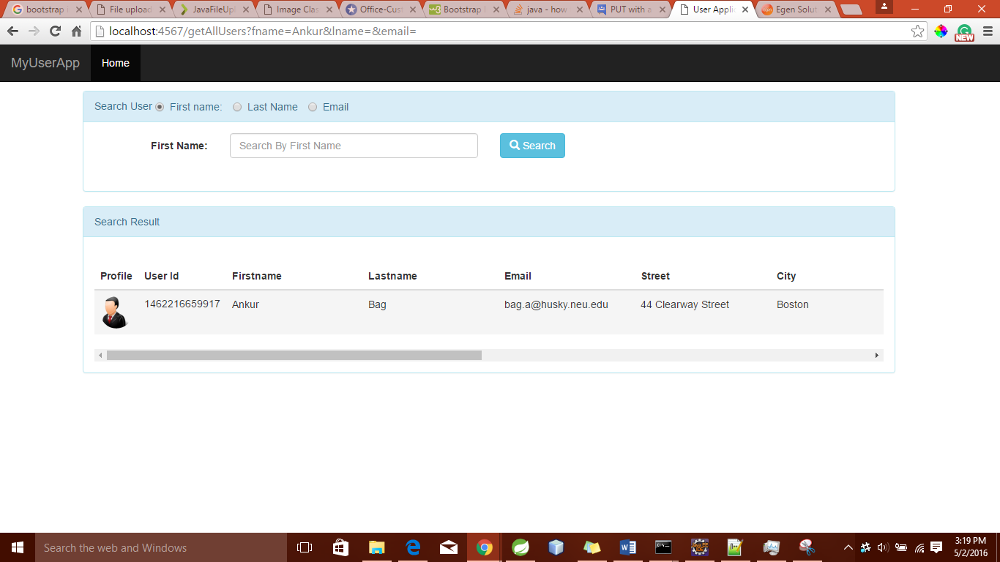 bootstrap File upload JavaFileUpl Image Clas Office-Cust Bootstrap java - how PUT with a User Applic Egen Solut
localhost:4567/getAllUsers?fname=Ankur&lname=&email=
NEW
MyUserApp Home
Search User First name: Last Name Email
First Name: Search By First Name Search
Search Result
Profile User Id Firstname Lastname Email Street City
1462216659917 Ankur Bag bag.a@husky.neu.edu 44 Clearway Street Boston
Search the web and Windows
3:19 PM
5/2/2016